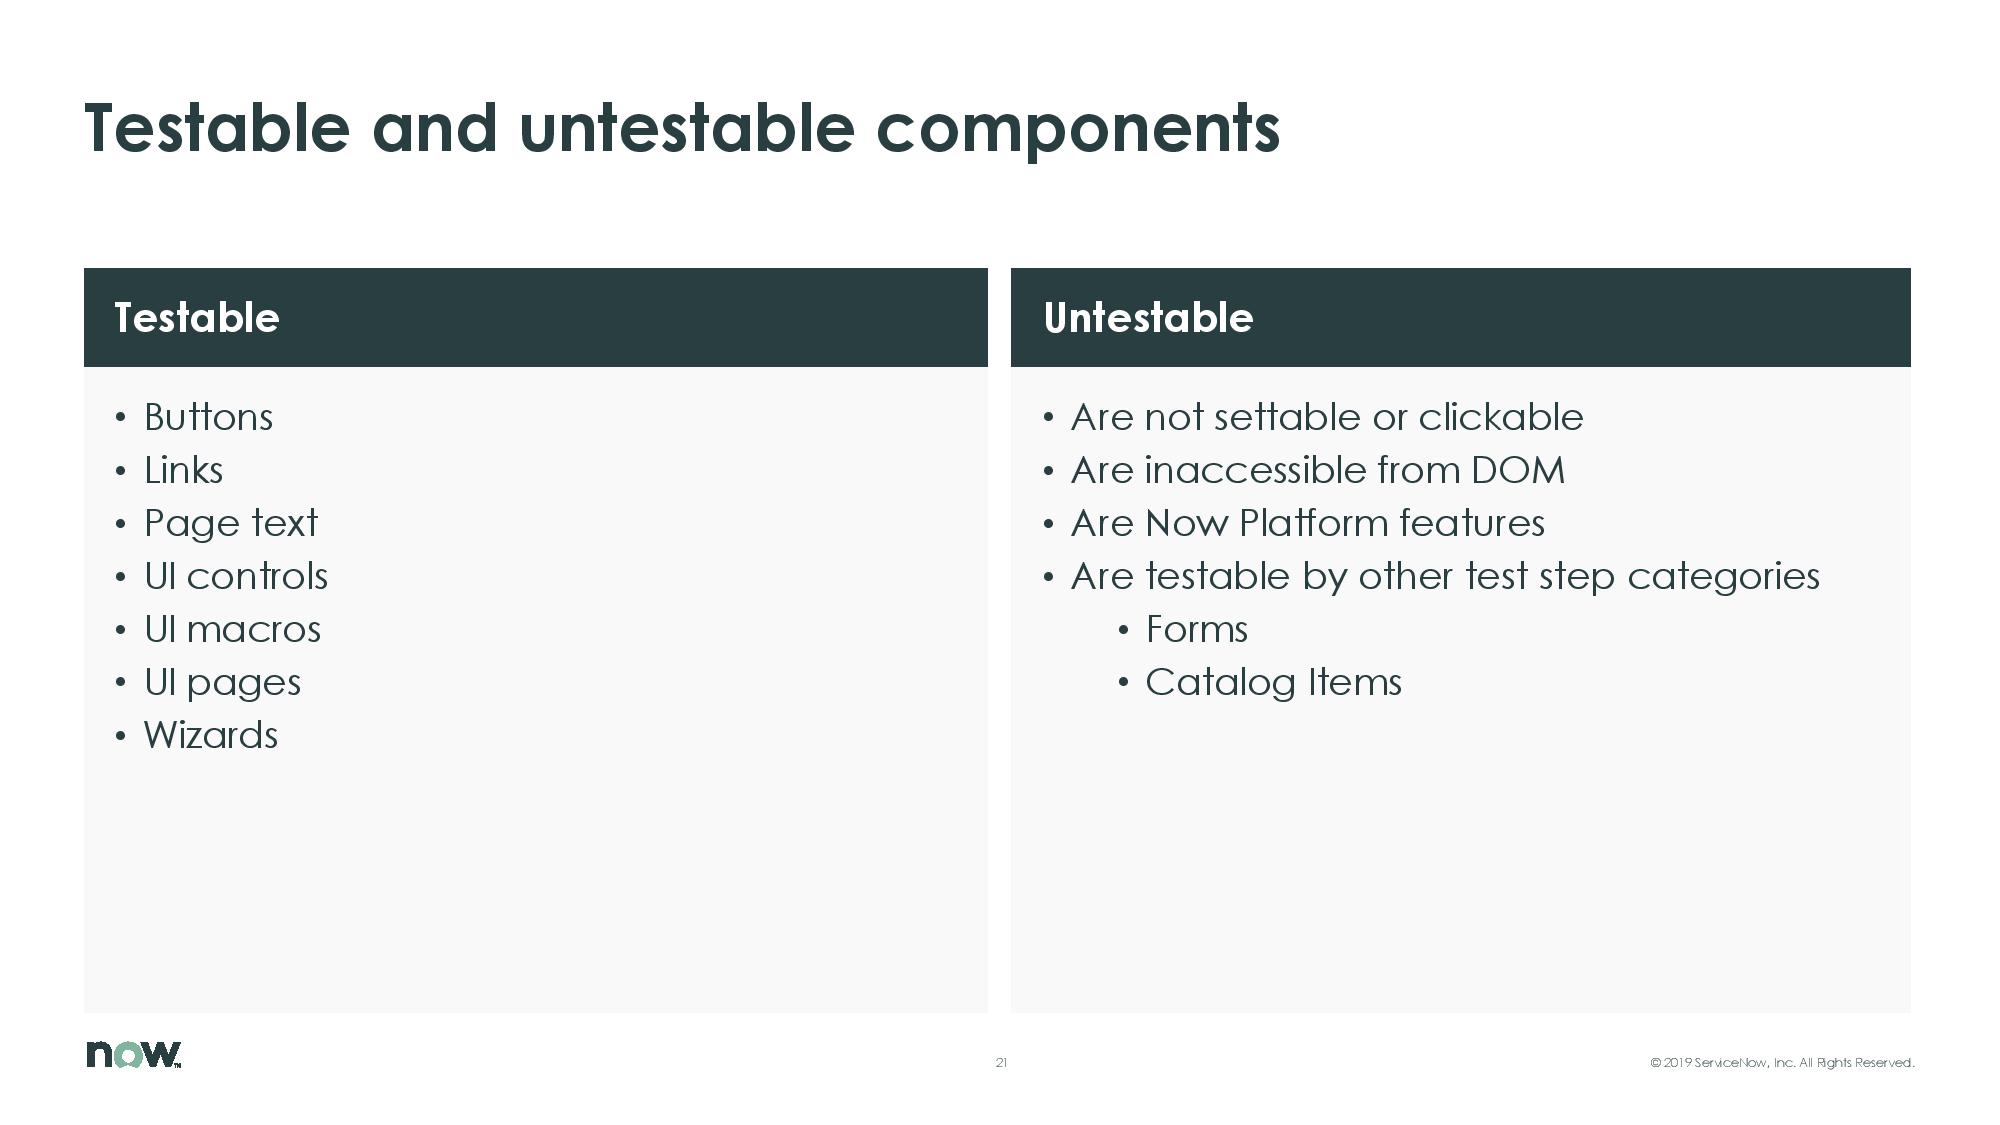 Testable and untestable components
Testable
• Buttons
• Links
• Page text
• UI controls
• UI macros
• UI pages
• Wizards
Untestable
• Are not settable or clickable
• Are inaccessible from DOM
• Are Now Platform features
• Are testable by other test step categories
• Forms
• Catalog Items
now™
21
© 2019 ServiceNow, Inc. All Rights Reserved.